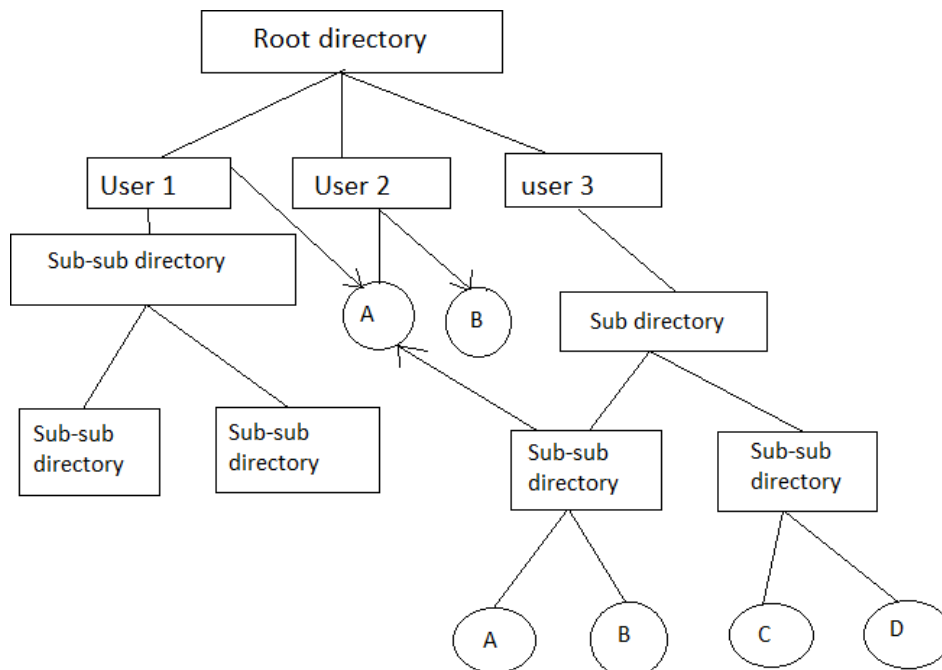 Root directory
User 1
User 2
user 3
Sub-sub directory
A
B
Sub directory
Sub-sub
directory
Sub-sub
directory
Sub-sub
directory
Sub-sub
directory
A
B
C
D